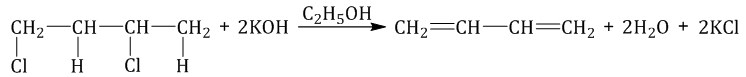 C₂H₅OH
CH₂—CH—CH—CH₂ + 2KOH ⟶ CH₂=CH—CH=CH₂ + 2H₂O + 2KCl
Cl H Cl H